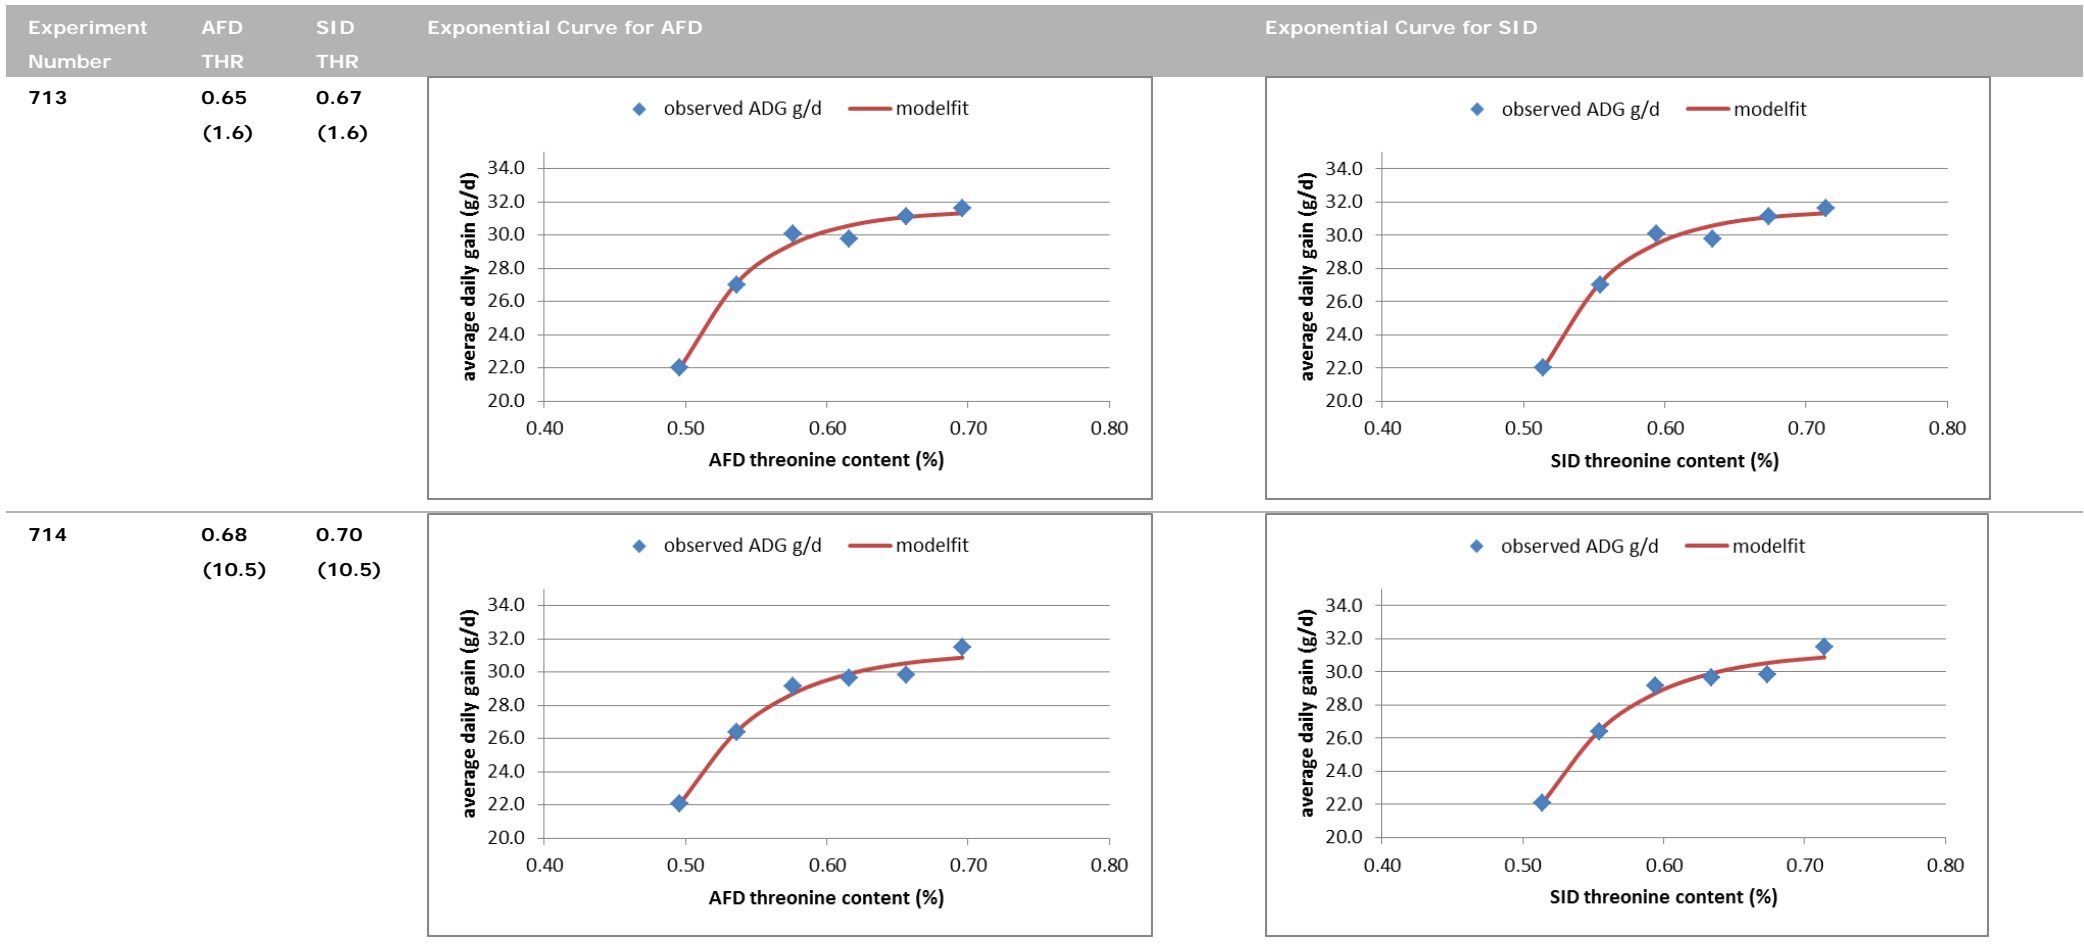 Experiment Number AFD THR SID THR Exponential Curve for AFD Exponential Curve for SID
713 0.65 (1.6) 0.67 (1.6)
observed ADG g/d modelfit
average daily gain (g/d)
34.0
32.0
30.0
28.0
26.0
24.0
22.0
20.0
0.40 0.50 0.60 0.70 0.80
AFD threonine content (%)
observed ADG g/d modelfit
average daily gain (g/d)
34.0
32.0
30.0
28.0
26.0
24.0
22.0
20.0
0.40 0.50 0.60 0.70 0.80
SID threonine content (%)
714 0.68 (10.5) 0.70 (10.5)
observed ADG g/d modelfit
average daily gain (g/d)
34.0
32.0
30.0
28.0
26.0
24.0
22.0
20.0
0.40 0.50 0.60 0.70 0.80
AFD threonine content (%)
observed ADG g/d modelfit
average daily gain (g/d)
34.0
32.0
30.0
28.0
26.0
24.0
22.0
20.0
0.40 0.50 0.60 0.70 0.80
SID threonine content (%)